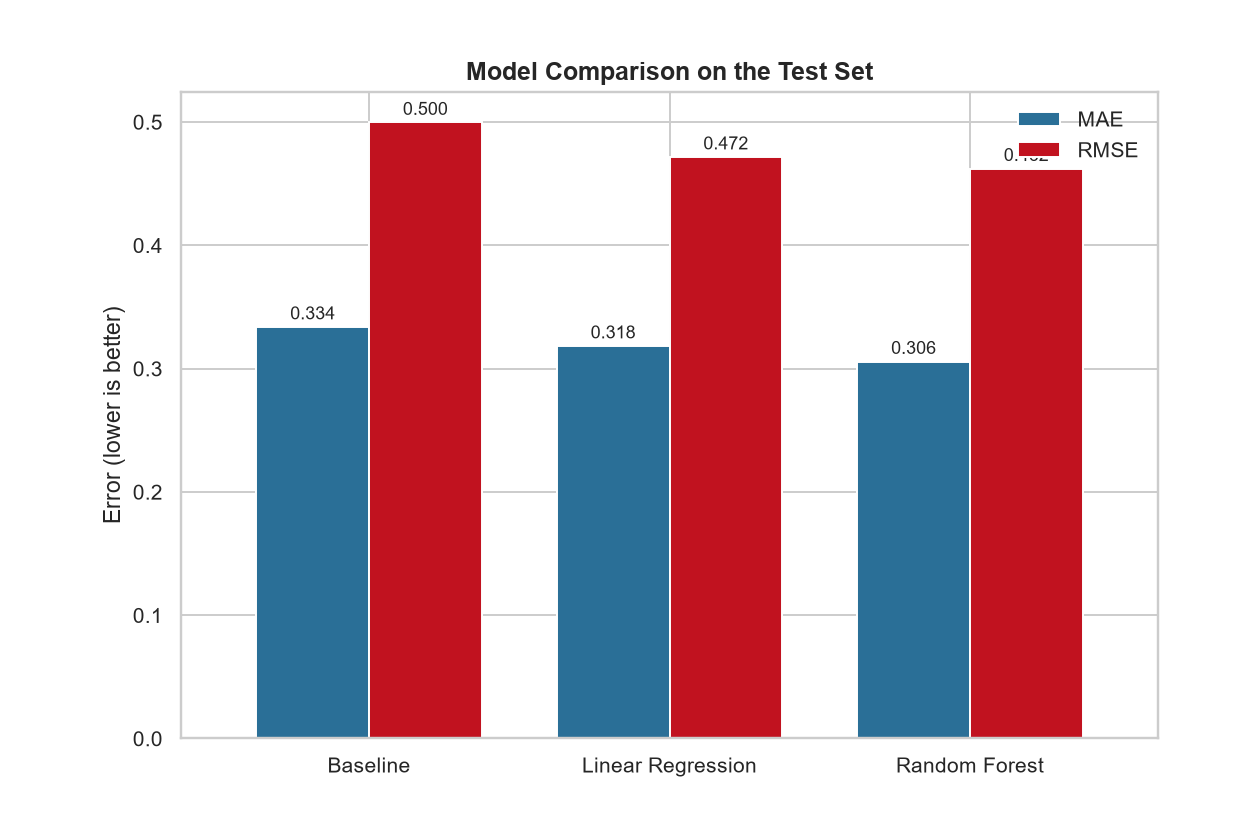 Model Comparison on the Test Set
Error (lower is better)
0.5
0.4
0.3
0.2
0.1
0.0
0.334
0.500
0.318
0.472
0.306
MAE
RMSE
Baseline
Linear Regression
Random Forest